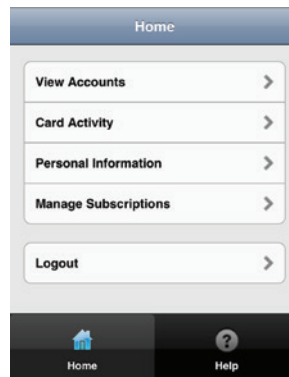 Home
View Accounts
Card Activity
Personal Information
Manage Subscriptions
Logout
Home
?
Help